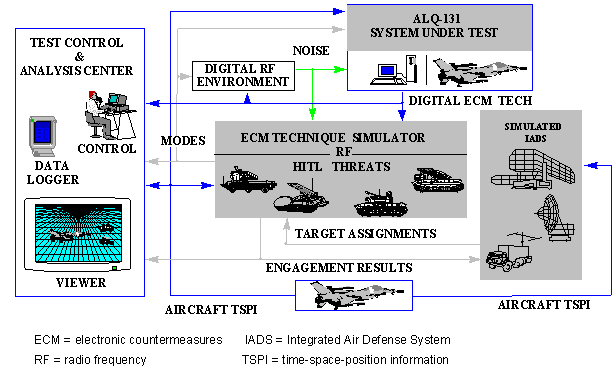 TEST CONTROL
&
ANALYSIS CENTER
CONTROL
DATA
LOGGER
VIEWER
MODES
NOISE
DIGITAL RF
ENVIRONMENT
ALQ-131
SYSTEM UNDER TEST
DIGITAL ECM TECH
ECM TECHNIQUE SIMULATOR
RF
HITL THREATS
SIMULATED
IADS
TARGET ASSIGNMENTS
ENGAGEMENT RESULTS
AIRCRAFT TSPI
AIRCRAFT TSPI
ECM = electronic countermeasures IADS = Integrated Air Defense System
RF = radio frequency TSPI = time-space-position information